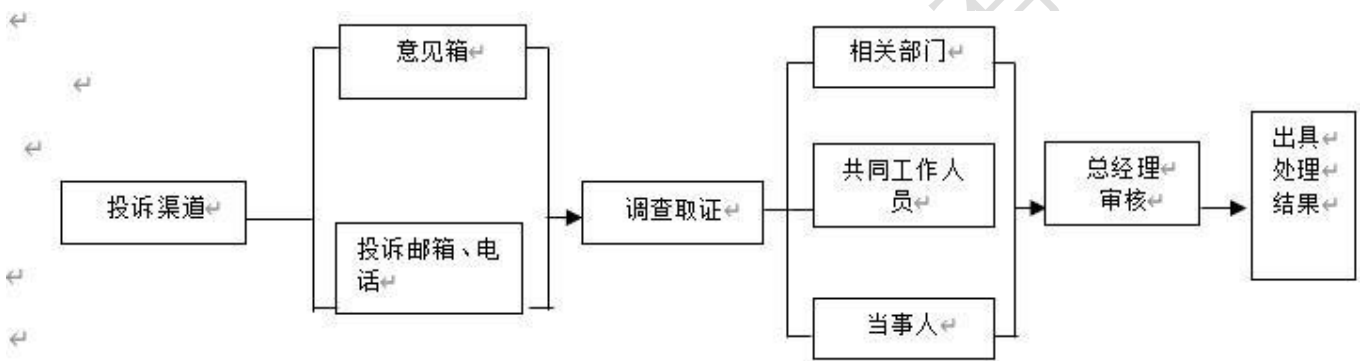 投诉渠道
意见箱
投诉邮箱、电
话
调查取证
相关部门
共同工作人
员
当事人
总经理
审核
出具
处理
结果